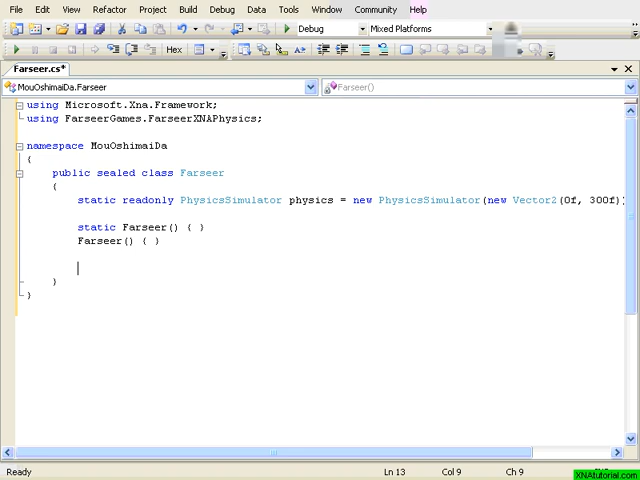 File Edit View Refactor Project Build Debug Data Tools Window Community Help
Debug Mixed Platforms
Hex
Farseer.cs*
MouOshimaiDa.Farseer Farseer()
using Microsoft.Xna.Framework;
using FarseerGames.FarseerXNAPhysics;
namespace MouOshimaiDa
{
public sealed class Farseer
{
static readonly PhysicsSimulator physics = new PhysicsSimulator(new Vector2(0f, 300f))
static Farseer() { }
Farseer() { }
}
}
Ready Ln 13 Col 9 Ch 9
XNAtutorial.com